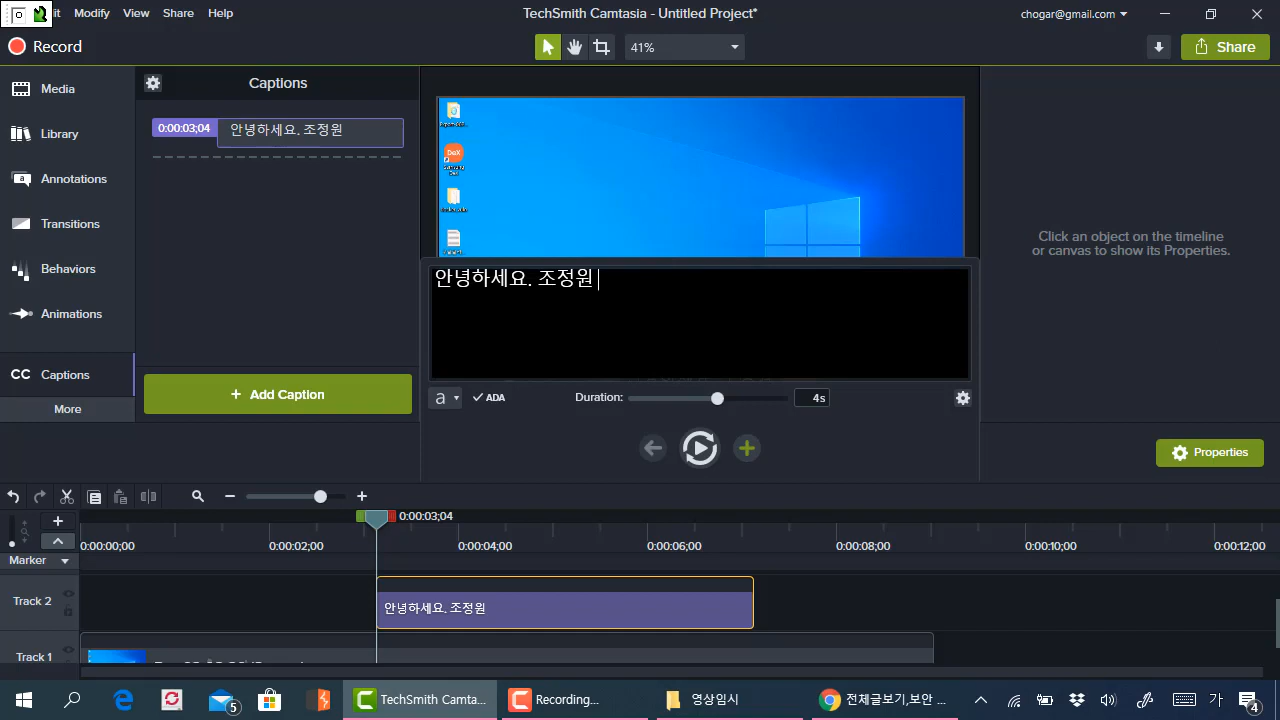 Modify View Share Help
TechSmith Camtasia - Untitled Project*
chogar@gmail.com
Record
41%
Share
Media
Library
Annotations
Transitions
Behaviors
Animations
CC Captions
More
Captions
0:00:03;04 안녕하세요. 조정원
+ Add Caption
Click an object on the timeline
or canvas to show its Properties.
안녕하세요. 조정원
a ADA Duration: 4s
Properties
0:00:03;04
0:00:00;00 0:00:02;00 0:00:04;00 0:00:06;00 0:00:08;00 0:00:10;00 0:00:12;00
Marker
Track 2
안녕하세요. 조정원
Track 1
5 TechSmith Camta... Recording... 영상임시 전체글보기,보안 ... 가 4